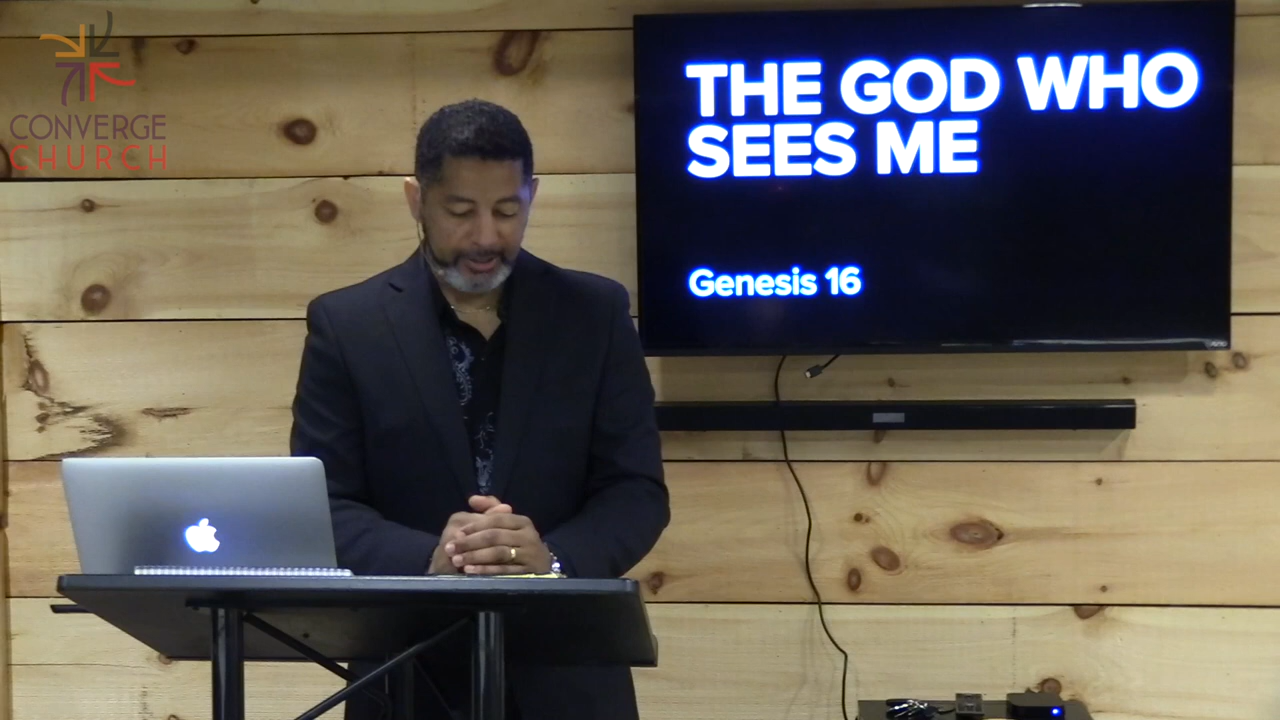 CONVERGE
CHURCH
THE GOD WHO
SEES ME
Genesis 16